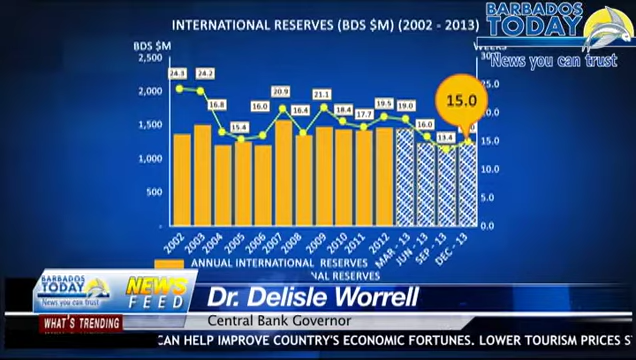 INTERNATIONAL RESERVES (BDS $M) (2002 - 2013)
BARBADOS
TODAY
News you can trust
BDS $M
WEEKS
2,500
2,000
1,500
1,000
500
-
30.0
25.0
20.0
15.0
10.0
5.0
0.0
24.3
24.2
16.8
15.4
16.0
20.9
16.4
21.1
18.4
17.7
19.5
19.0
16.0
13.4
15.0
2002
2003
2004
2005
2006
2007
2008
2009
2010
2011
2012
MAR - 13
JUN - 13
SEP - 13
DEC - 13
ANNUAL INTERNATIONAL RESERVES
NAL RESERVES
BARBADOS
TODAY
News you can trust
NEWS
FEED
Dr. Delisle Worrell
Central Bank Governor
WHAT'S TRENDING
CAN HELP IMPROVE COUNTRY'S ECONOMIC FORTUNES. LOWER TOURISM PRICES S